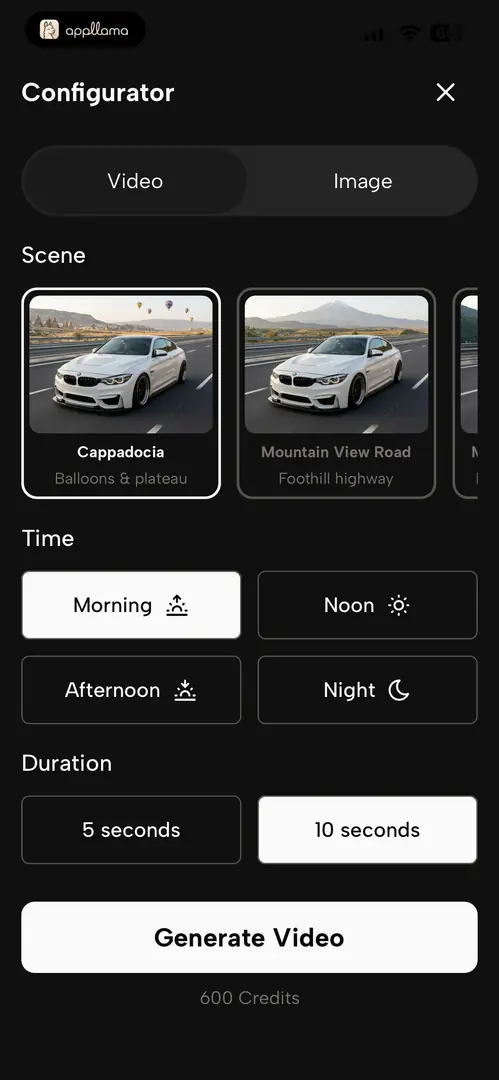 appllama
Configurator
Video
Image
Scene
Cappadocia
Balloons & plateau
Mountain View Road
Foothill highway
Time
Morning
Noon
Afternoon
Night
Duration
5 seconds
10 seconds
Generate Video
600 Credits